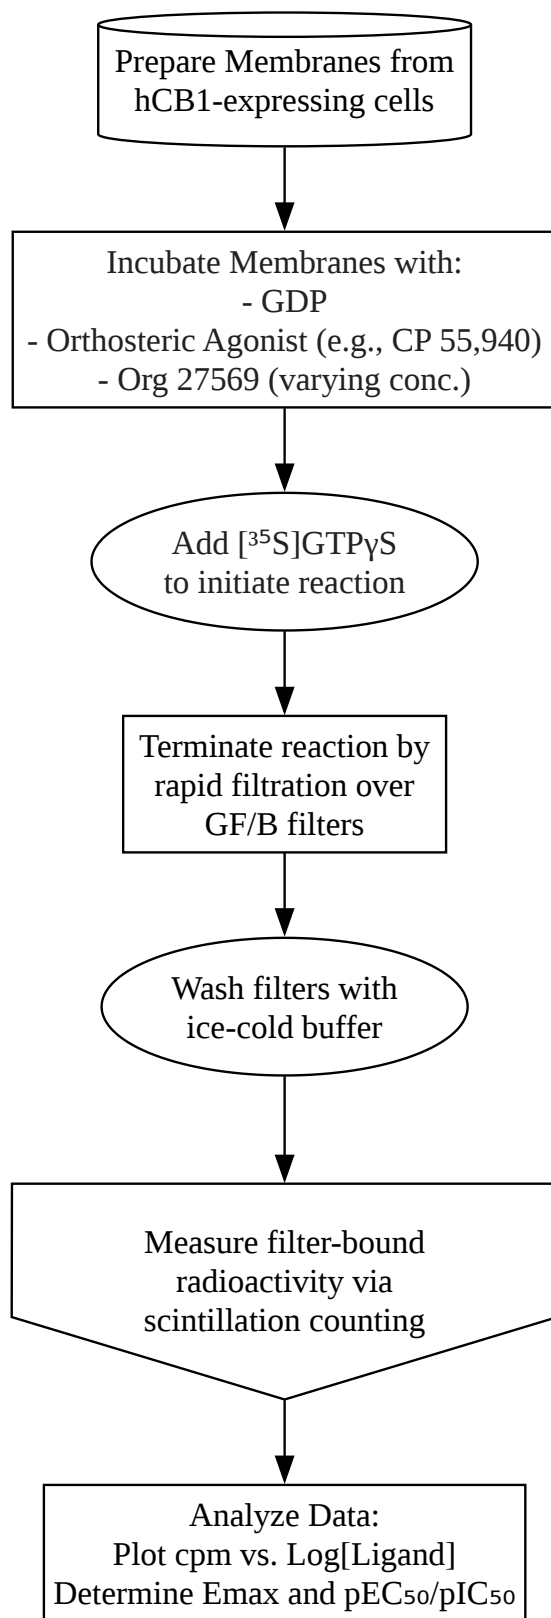 Prepare Membranes from
hCB1-expressing cells
Incubate Membranes with:
- GDP
- Orthosteric Agonist (e.g., CP 55,940)
- Org 27569 (varying conc.)
Add [³⁵S]GTPγS
to initiate reaction
Terminate reaction by
rapid filtration over
GF/B filters
Wash filters with
ice-cold buffer
Measure filter-bound
radioactivity via
scintillation counting
Analyze Data:
Plot cpm vs. Log[Ligand]
Determine Emax and pEC₅₀/pIC₅₀